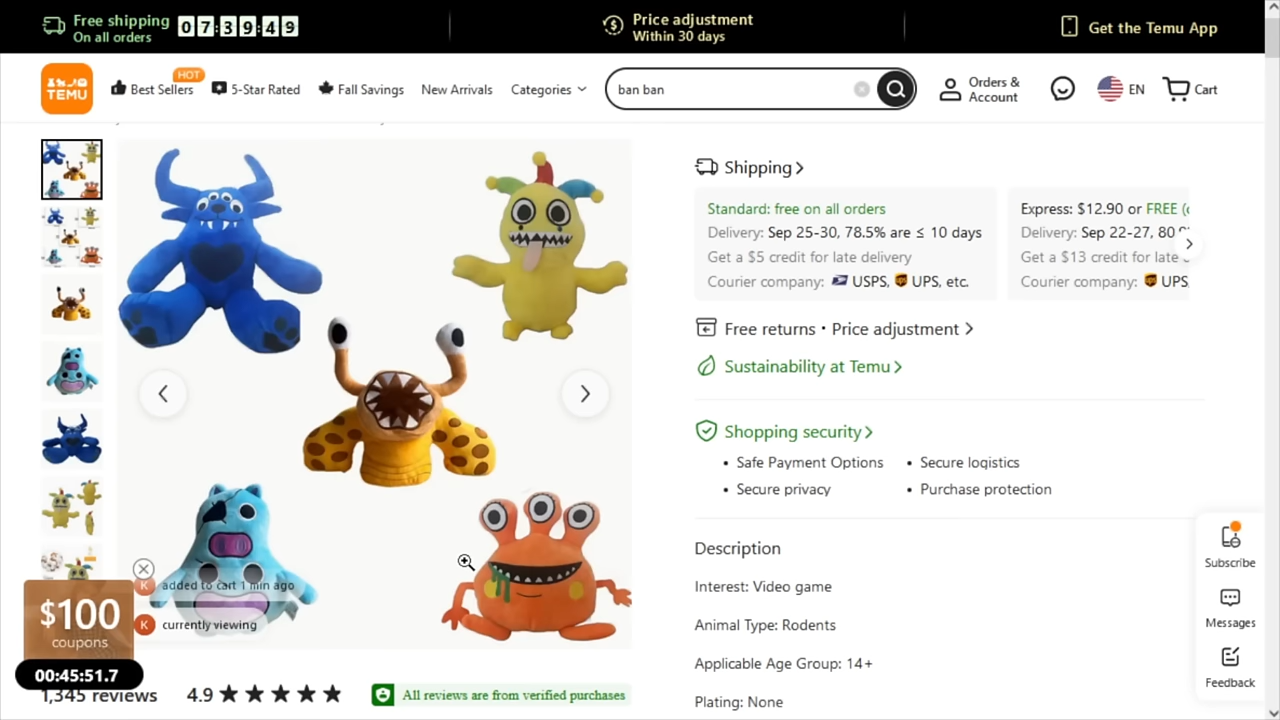 Free shipping
On all orders
07:39:49
Price adjustment
Within 30 days
Get the Temu App
TEMU
Best Sellers
HOT
5-Star Rated
Fall Savings
New Arrivals
Categories
ban ban
Orders &
Account
EN
Cart
Shipping
Standard: free on all orders
Delivery: Sep 25-30, 78.5% are ≤ 10 days
Get a $5 credit for late delivery
Courier company: USPS, UPS, etc.
Express: $12.90 or FREE
Delivery: Sep 22-27,
Get a $13 credit for late
Courier company: UPS,
Free returns · Price adjustment
Sustainability at Temu
Shopping security
• Safe Payment Options
• Secure logistics
• Secure privacy
• Purchase protection
Description
Interest: Video game
Animal Type: Rodents
Applicable Age Group: 14+
Plating: None
K added to cart 1 min ago
K currently viewing
$100
coupons
00:45:51.7
1,345 reviews
4.9
All reviews are from verified purchases
Subscribe
Messages
Feedback